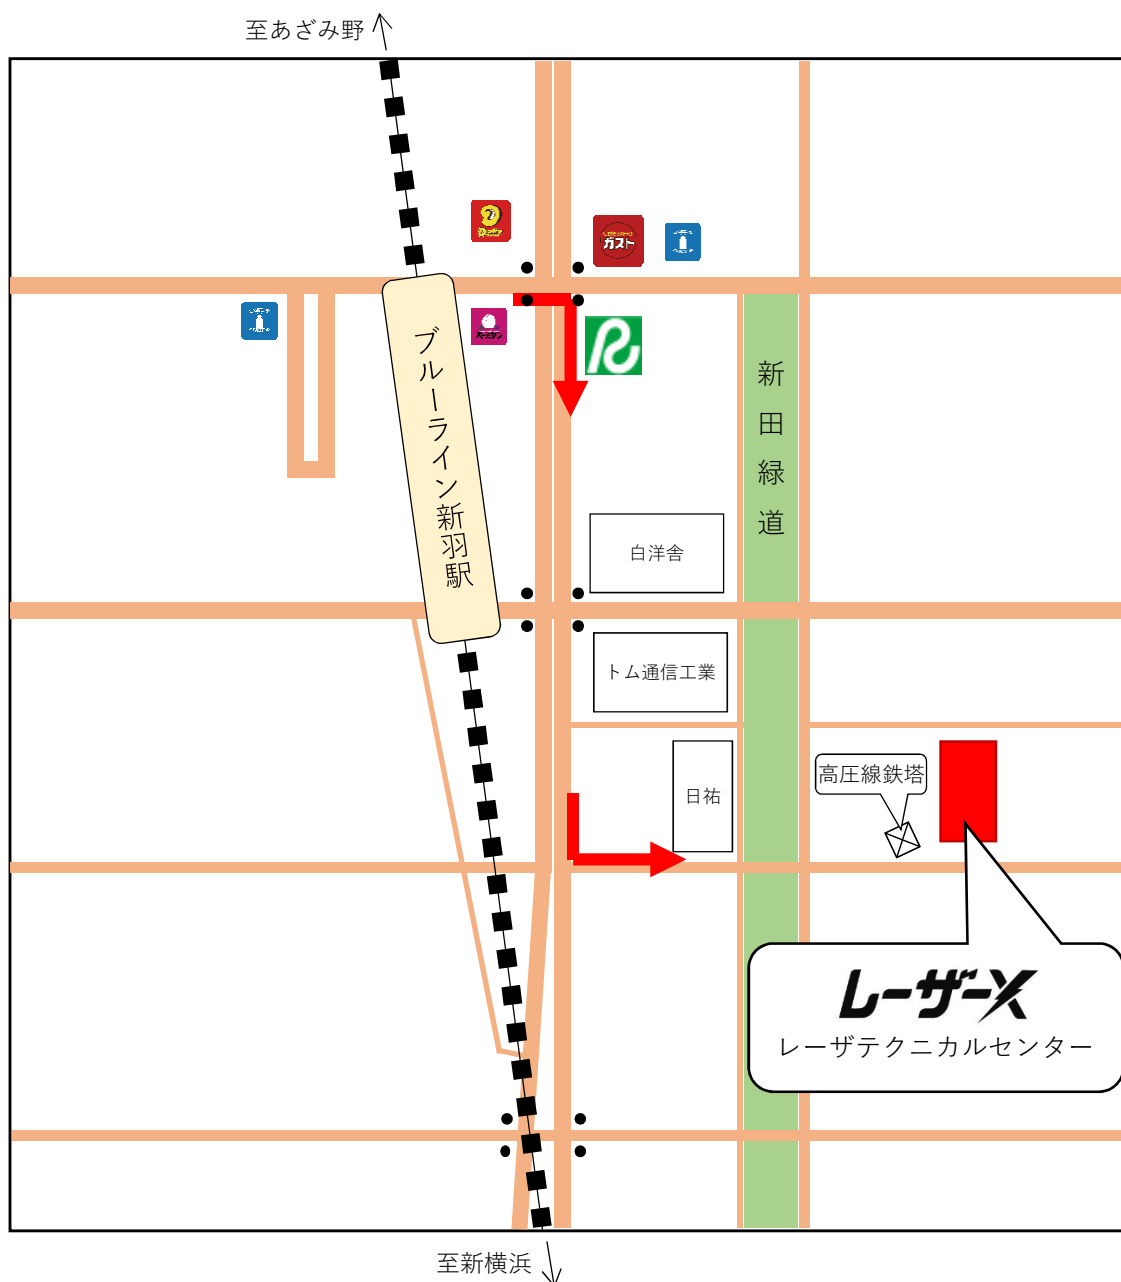 至あざみ野
ガスト
ブルーライン新羽駅
新田緑道
白洋舎
トム通信工業
日祐
高圧線鉄塔
レーザーX
レーザテクニカルセンター
至新横浜